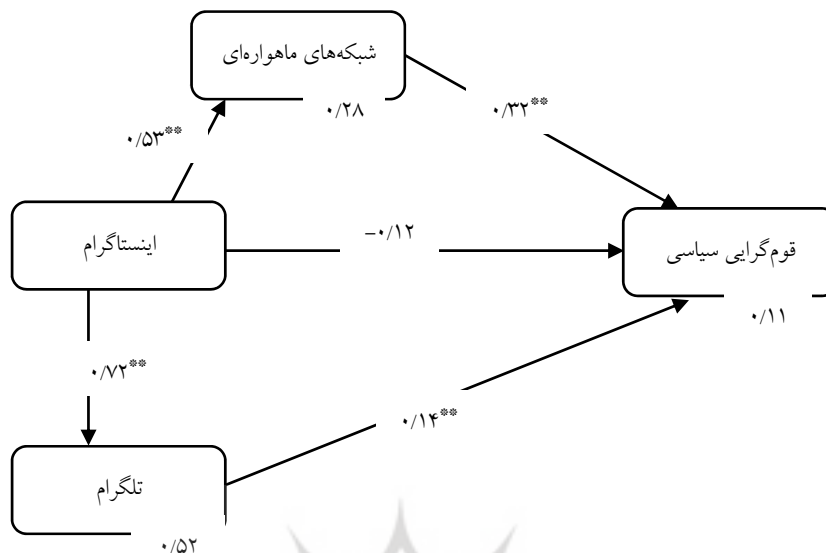 شبکه‌های ماهواره‌ای
۰/۲۸
۰/۳۲**
۰/۵۳**
اینستاگرام
-۰/۱۲
قوم‌گرایی سیاسی
۰/۱۱
۰/۷۲**
۰/۱۴**
تلگرام
۰/۵۲